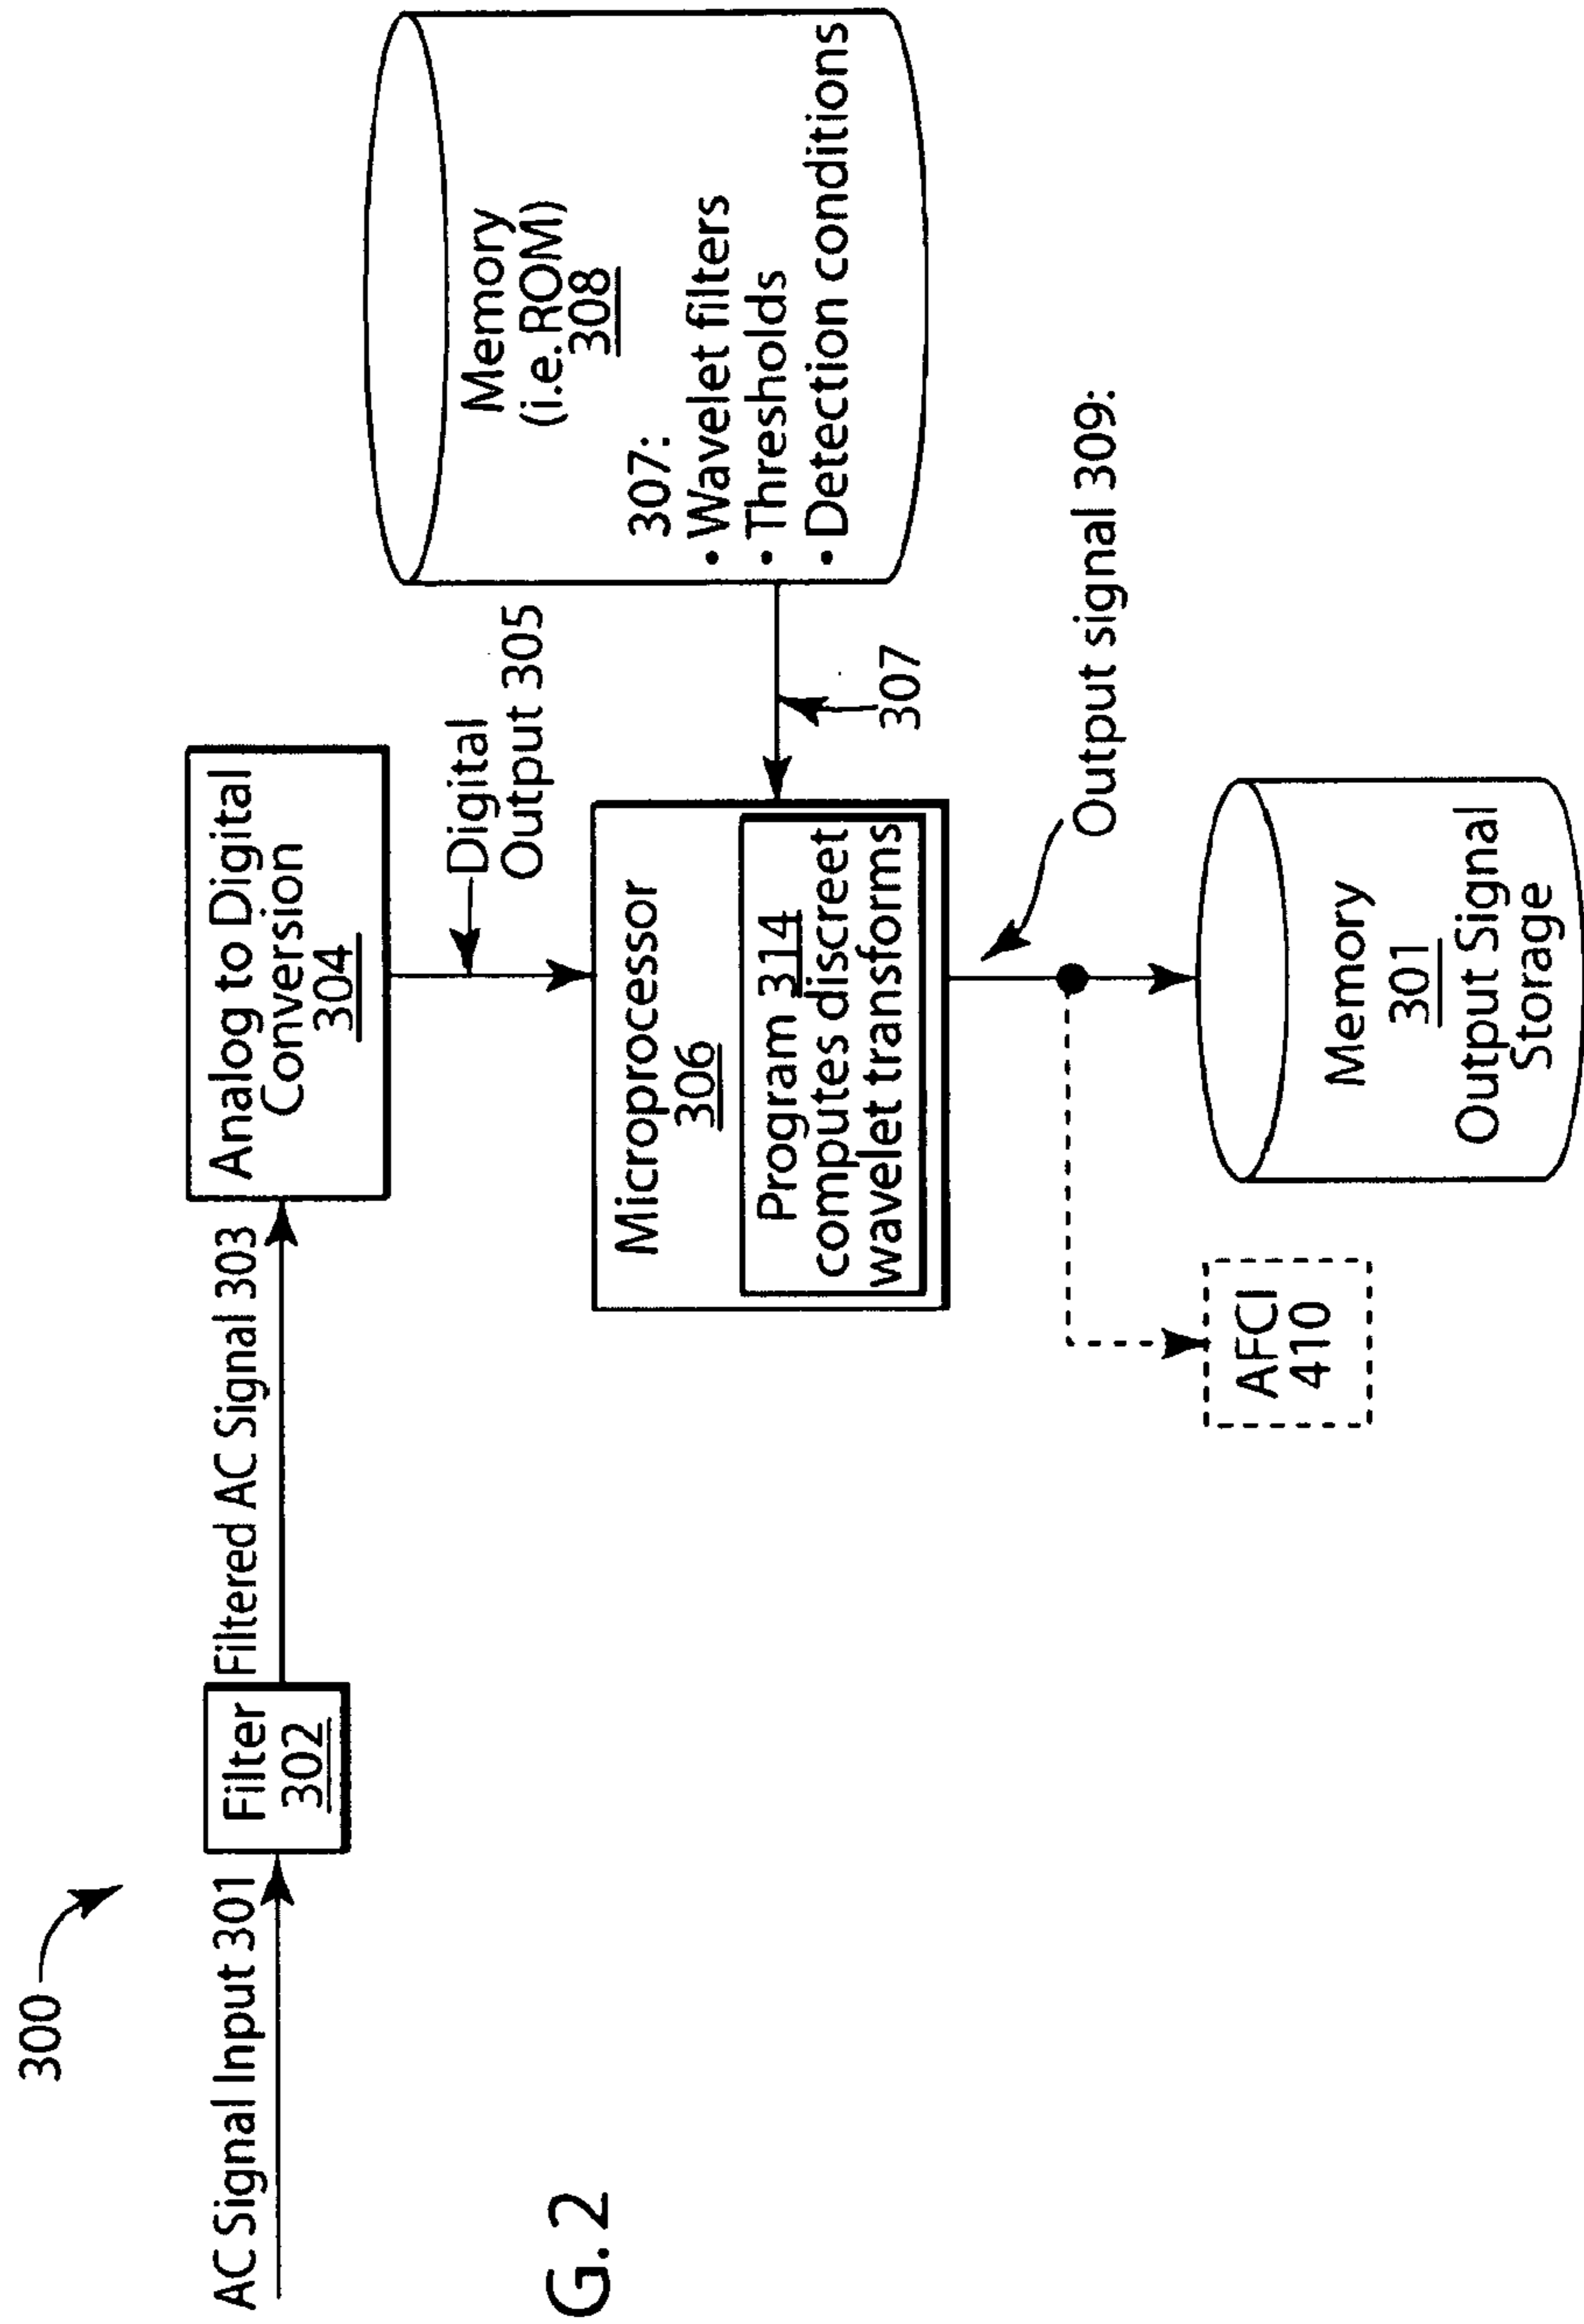 300
AC Signal Input 301
Filter
302
Filtered AC Signal 303
Analog to Digital
Conversion
304
Digital
Output 305
Microprocessor
306
Program 314
computes discreet
wavelet transforms
Memory
(i.e. ROM)
308
307:
• Wavelet filters
• Thresholds
• Detection conditions
307
Output signal 309:
AFCI
410
Memory
301
Output Signal
Storage
G. 2